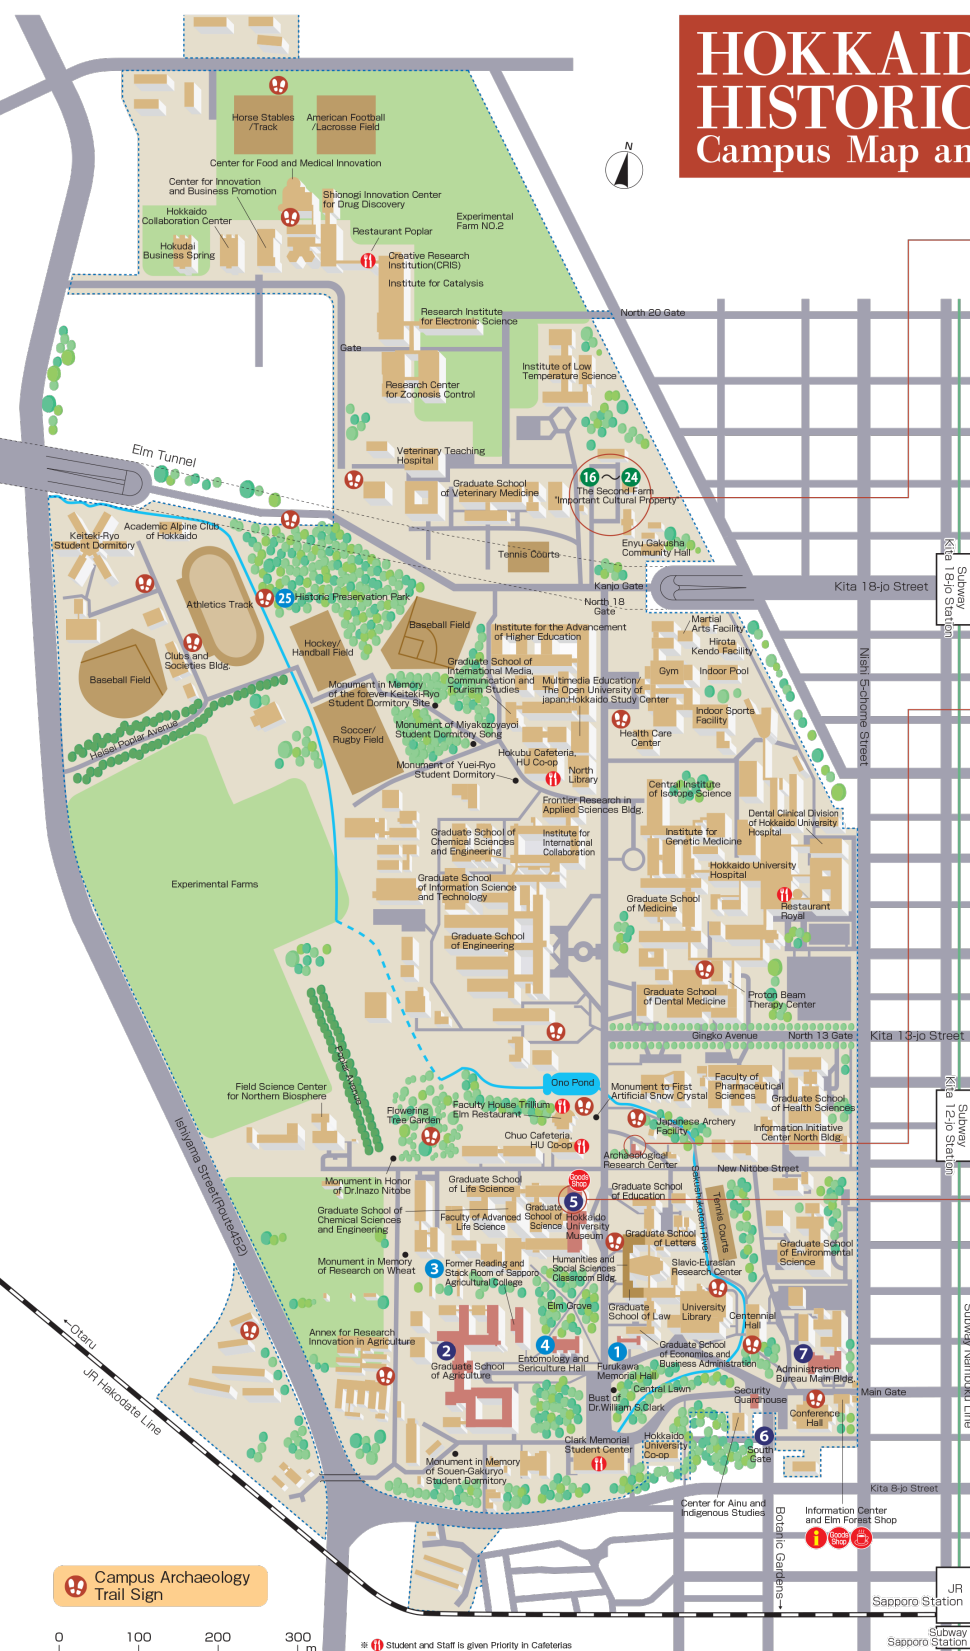 HOKKAID
HISTORIC
Campus Map an
N
Horse Stables
/Track
American Football
/Lacrosse Field
Center for Food and Medical Innovation
Center for Innovation
and Business Promotion
Shionogi Innovation Center
for Drug Discovery
Hokkaido
Collaboration Center
Experimental
Farm NO.2
Restaurant Poplar
Hokudai
Business Spring
Creative Research
Institution(CRIS)
Institute for Catalysis
Research Institute
for Electronic Science
North 20 Gate
Gate
Institute of Low
Temperature Science
Research Center
for Zoonosis Control
Elm Tunnel
Veterinary Teaching
Hospital
Graduate School
of Veterinary Medicine
16
～
24
The Second Farm
"Important Cultural Property"
Keiteki-Ryo
Student Dormitory
Academic Alpine Club
of Hokkaido
Enyu Gakusha
Community Hall
Tennis Courts
Kanjo Gate
Kita 18-jo Street
Subway
Kita 18-jo Station
North 18
Gate
Athletics Track
25
Historic Preservation Park
Martial
Arts Facility
Hirota
Kendo Facility
Baseball Field
Institute for the Advancement
of Higher Education
Hockey/
Handball Field
Clubs and
Societies Bldg.
Baseball Field
Graduate School of
International Media,
Communication and
Tourism Studies
Gym
Indoor Pool
Multimedia Education/
The Open University of
japan:Hokkaido Study Center
Monument in Memory
of the forever Keiteki-Ryo
Student Dormitory Site
Indoor Sports
Facility
Nishi 5-chome Street
Monument of Miyakozoyayoi
Student Dormitory Song
Soccer/
Rugby Field
Health Care
Center
Heisei Poplar Avenue
Hokubu Cafeteria,
HU Co-op
Monument of Yuei-Ryo
Student Dormitory
North
Library
Central Institute
of Isotope Science
Frontier Research in
Applied Sciences Bldg.
Dental Clinical Division
of Hokkaido University
Hospital
Graduate School of
Chemical Sciences
and Engineering
Institute for
International
Collaboration
Institute for
Genetic Medicine
Hokkaido University
Hospital
Experimental Farms
Graduate School
of Information Science
and Technology
Graduate School
of Medicine
Restaurant
Royal
Graduate School
of Engineering
Graduate School
of Dental Medicine
Proton Beam
Therapy Center
Gingko Avenue
North 13 Gate
Kita 13-jo Street
Poplar Avenue
Ono Pond
Field Science Center
for Northern Biosphere
Monument to First
Artificial Snow Crystal
Faculty of
Pharmaceutical
Sciences
Graduate School
of Health Sciences
Subway
Kita 12-jo Station
Flowering
Tree Garden
Faculty House Trillium
Elm Restaurant
Japanese Archery
Facility
Information Initiative
Center North Bldg.
Chuo Cafeteria,
HU Co-op
Archaeological
Research Center
New Nitobe Street
Ishiyama Street(Route452)
Monument in Honor
of Dr.Inazo Nitobe
Graduate School
of Life Science
Goods
Shop
Graduate School
of Education
Sakushukotoni River
Tennis Courts
5
Graduate School of
Chemical Sciences
and Engineering
Faculty of Advanced
Life Science
Graduate
School of
Science
Hokkaido
University
Museum
Graduate School
of Letters
Graduate School
of Environmental
Science
Monument in Memory
of Research on Wheat
3
Former Reading and
Stack Room of Sapporo
Agricultural College
Humanities and
Social Sciences
Classroom Bldg.
Slavic-Eurasian
Research Center
Elm Grove
Graduate
School of Law
University
Library
Centennial
Hall
Subway Namboku Line
Otaru
JR Hakodate Line
Annex for Research
Innovation in Agriculture
2
Graduate School
of Agriculture
4
Entomology and
Sericulture Hall
1
Furukawa
Memorial Hall
Graduate School
of Economics and
Business Administration
7
Administration
Bureau Main Bldg.
Central Lawn
Bust of
Dr.William S.Clark
Security
Guardhouse
Main Gate
Conference
Hall
Clark Memorial
Student Center
Hokkaido
University
Co-op
6
South
Gate
Monument in Memory
of Souen-Gakuryo
Student Dormitory
Kita 8-jo Street
Center for Ainu and
Indigenous Studies
Botanic Gardens
Information Center
and Elm Forest Shop
i
Goods
Shop
Campus Archaeology
Trail Sign
JR
Sapporo Station
Subway
Sapporo Station
0 100 200 300
m
※ Student and Staff is given Priority in Cafeterias